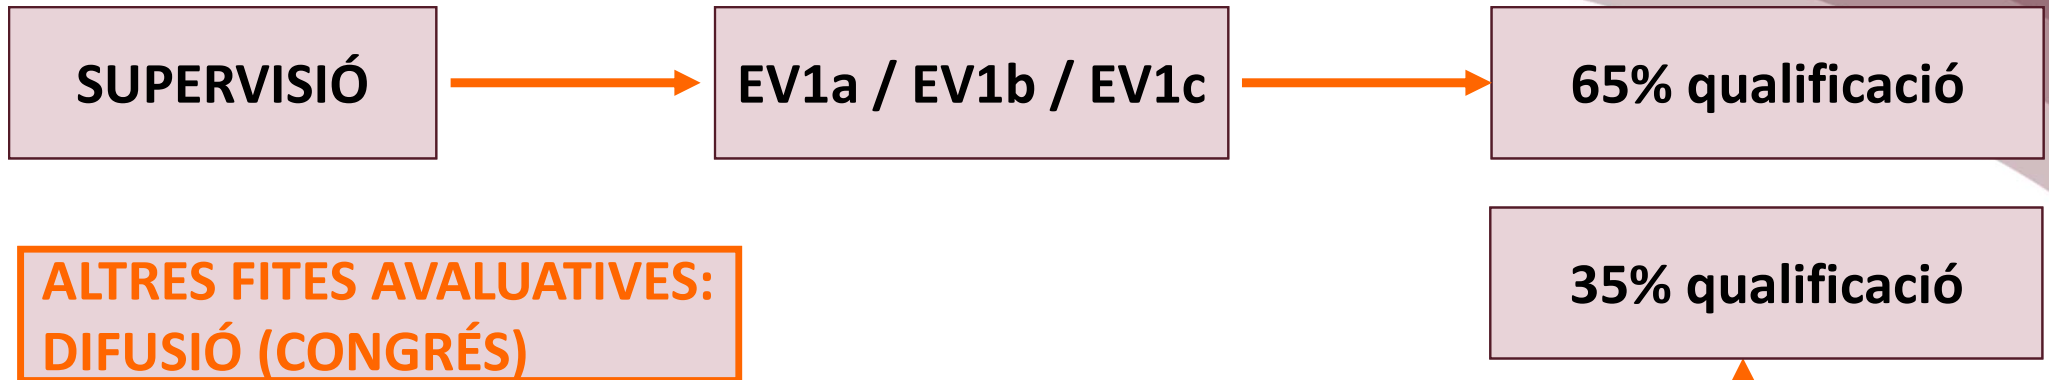 SUPERVISIÓ
EV1a / EV1b / EV1c
65% qualificació
35% qualificació
ALTRES FITES AVALUATIVES:
DIFUSIÓ (CONGRÉS)